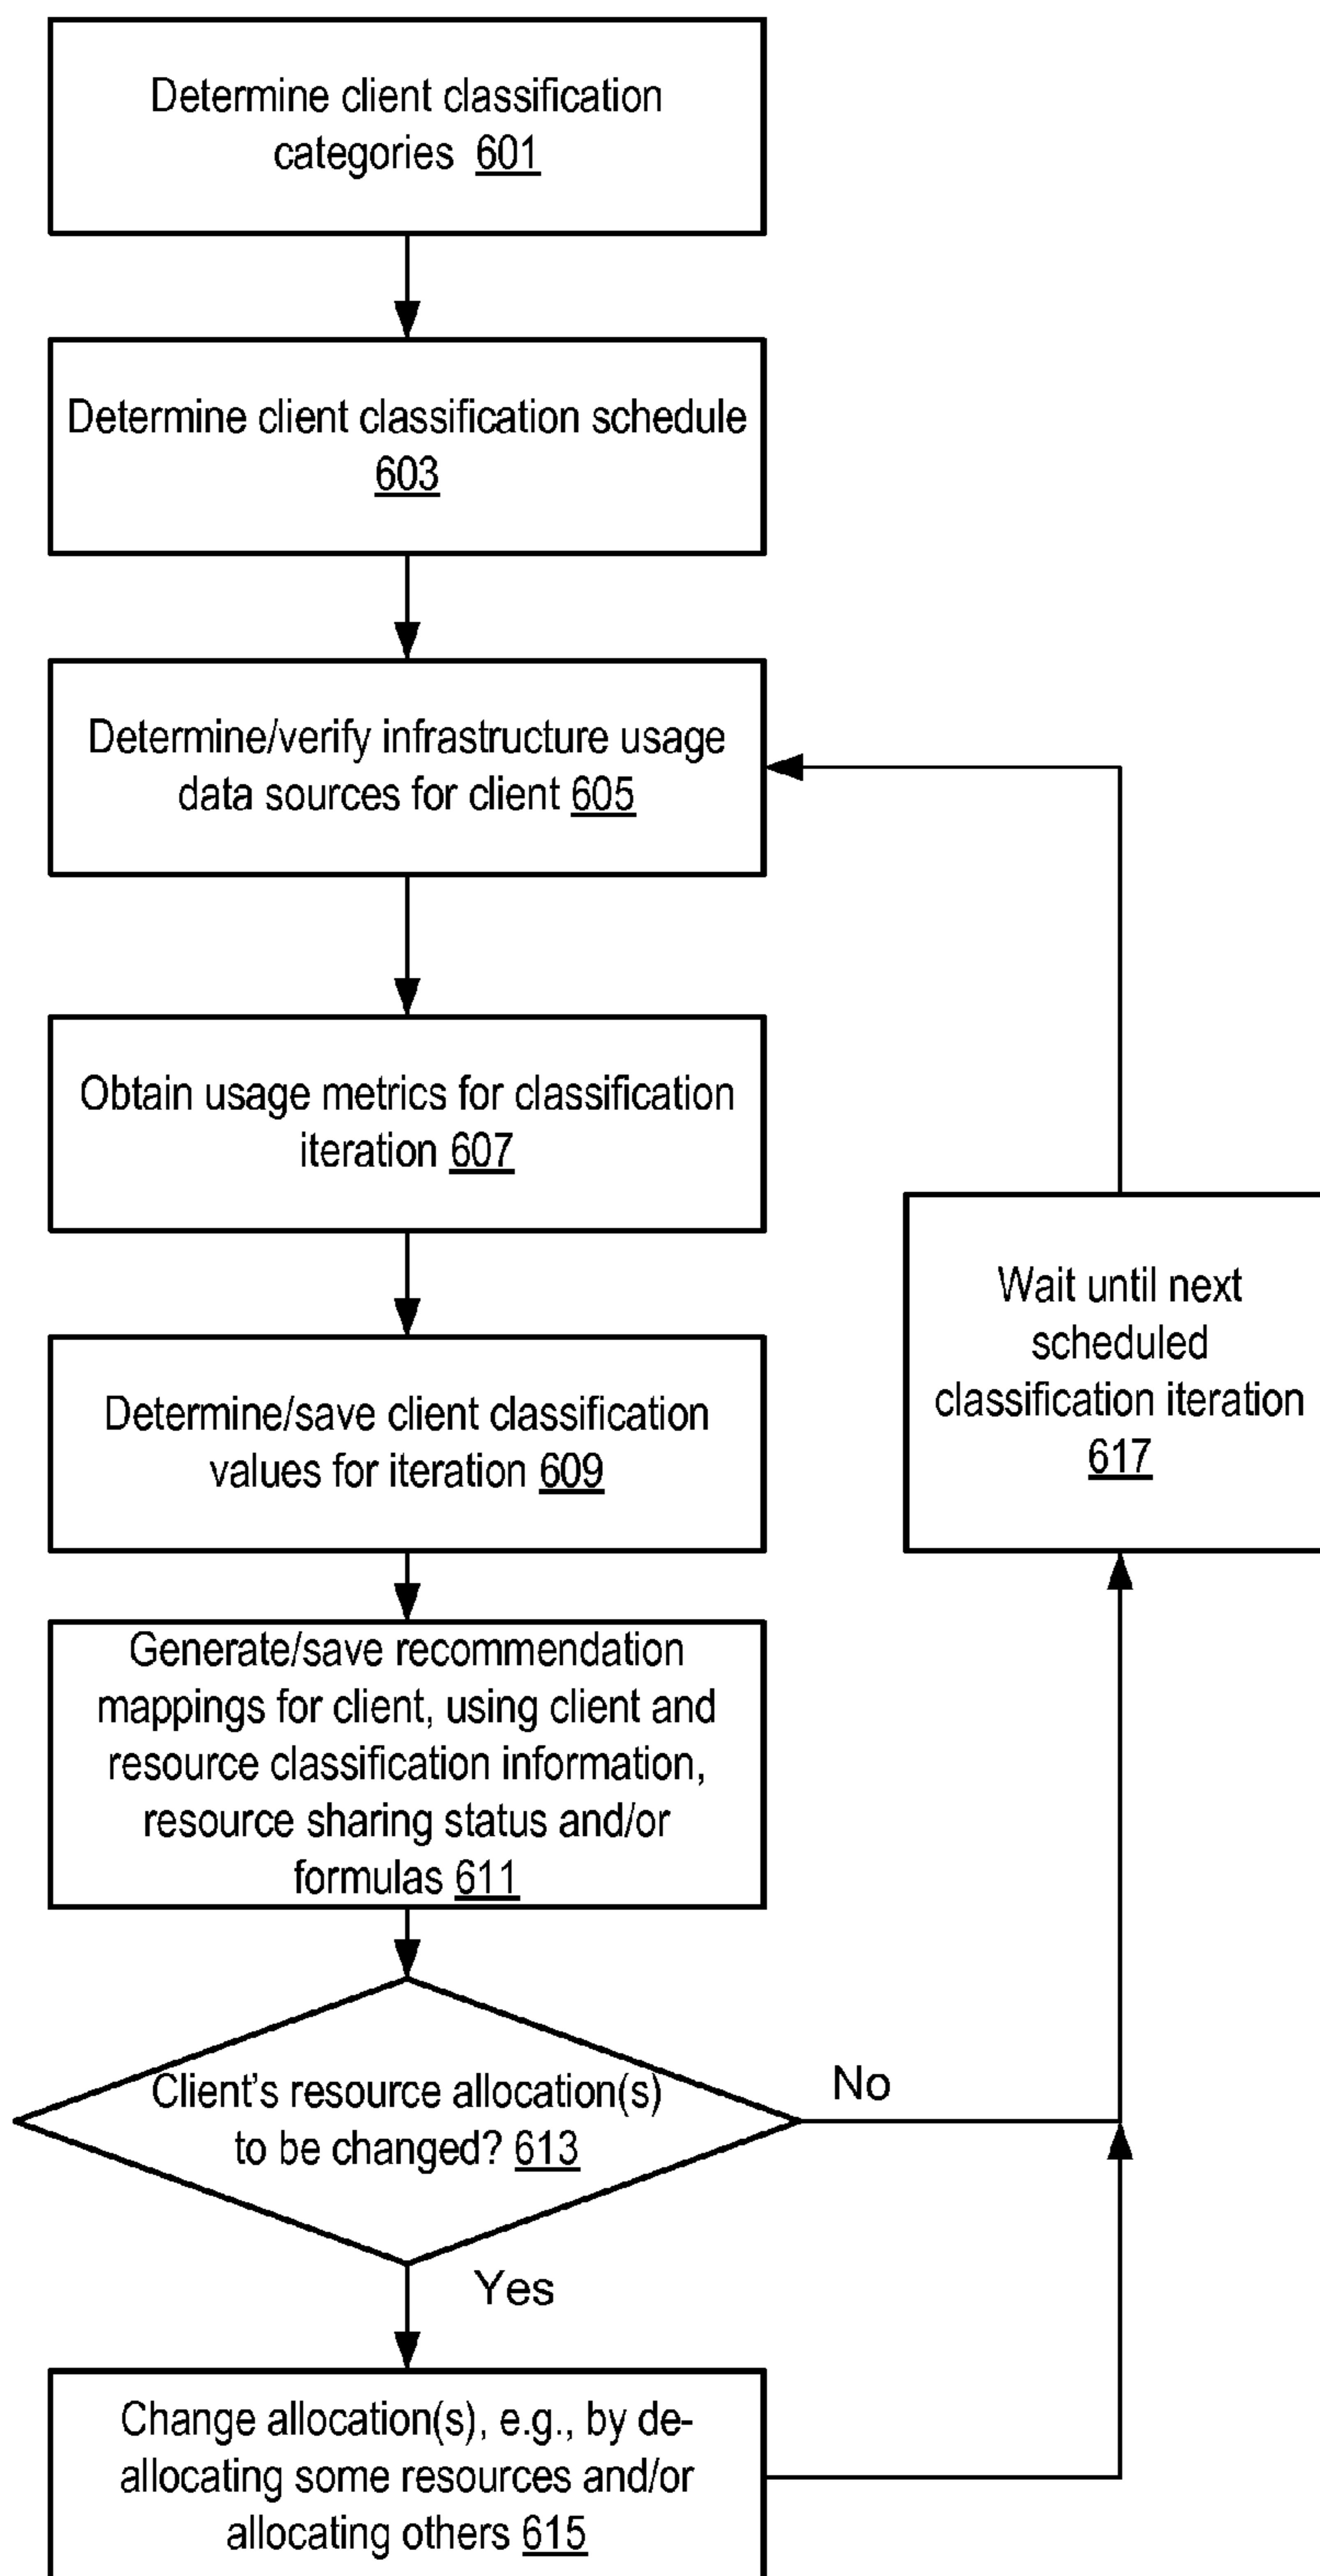 Determine client classification
categories 601
Determine client classification schedule
603
Determine/verify infrastructure usage
data sources for client 605
Obtain usage metrics for classification
iteration 607
Wait until next
scheduled
classification iteration
617
Determine/save client classification
values for iteration 609
Generate/save recommendation
mappings for client, using client and
resource classification information,
resource sharing status and/or
formulas 611
Client's resource allocation(s)
to be changed? 613
No
Yes
Change allocation(s), e.g., by de-
allocating some resources and/or
allocating others 615